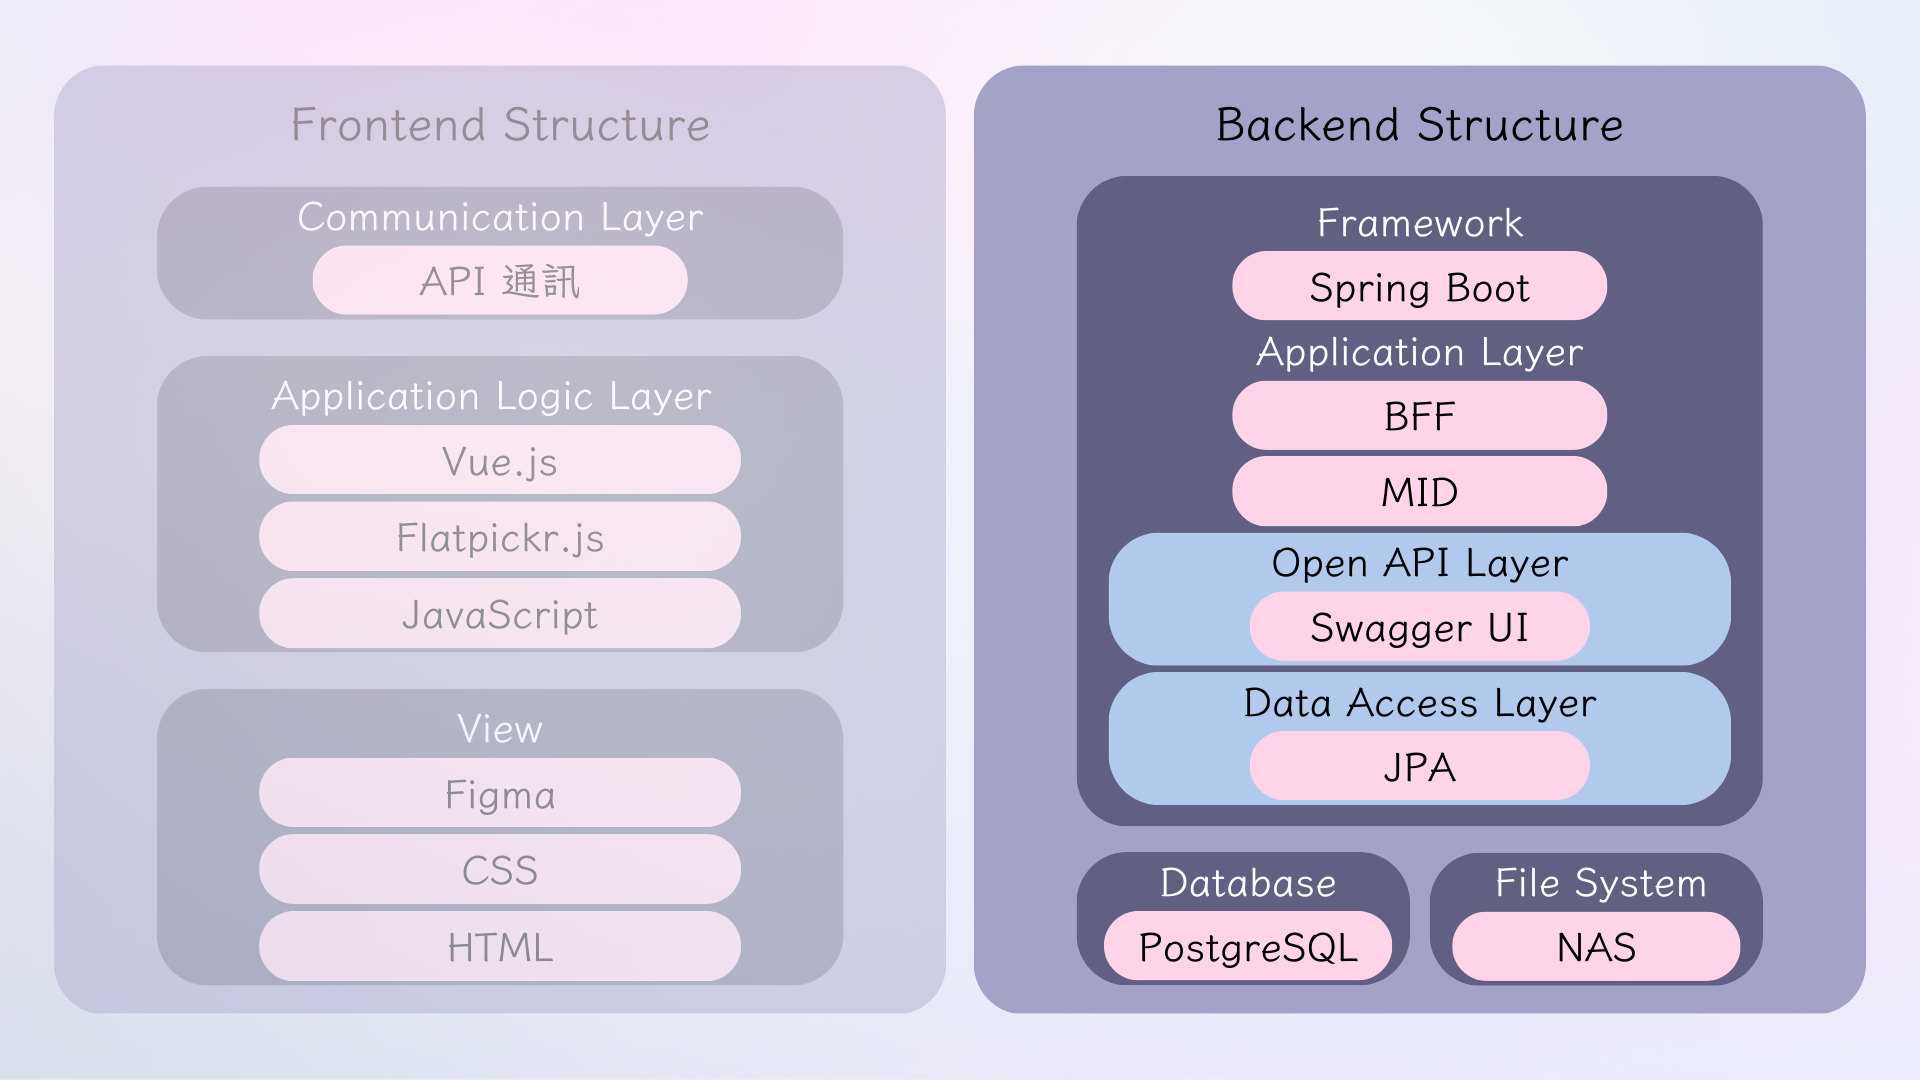 Frontend Structure
Communication Layer
API 通訊
Application Logic Layer
Vue.js
Flatpickr.js
JavaScript
View
Figma
CSS
HTML
Backend Structure
Framework
Spring Boot
Application Layer
BFF
MID
Open API Layer
Swagger UI
Data Access Layer
JPA
Database
PostgreSQL
File System
NAS